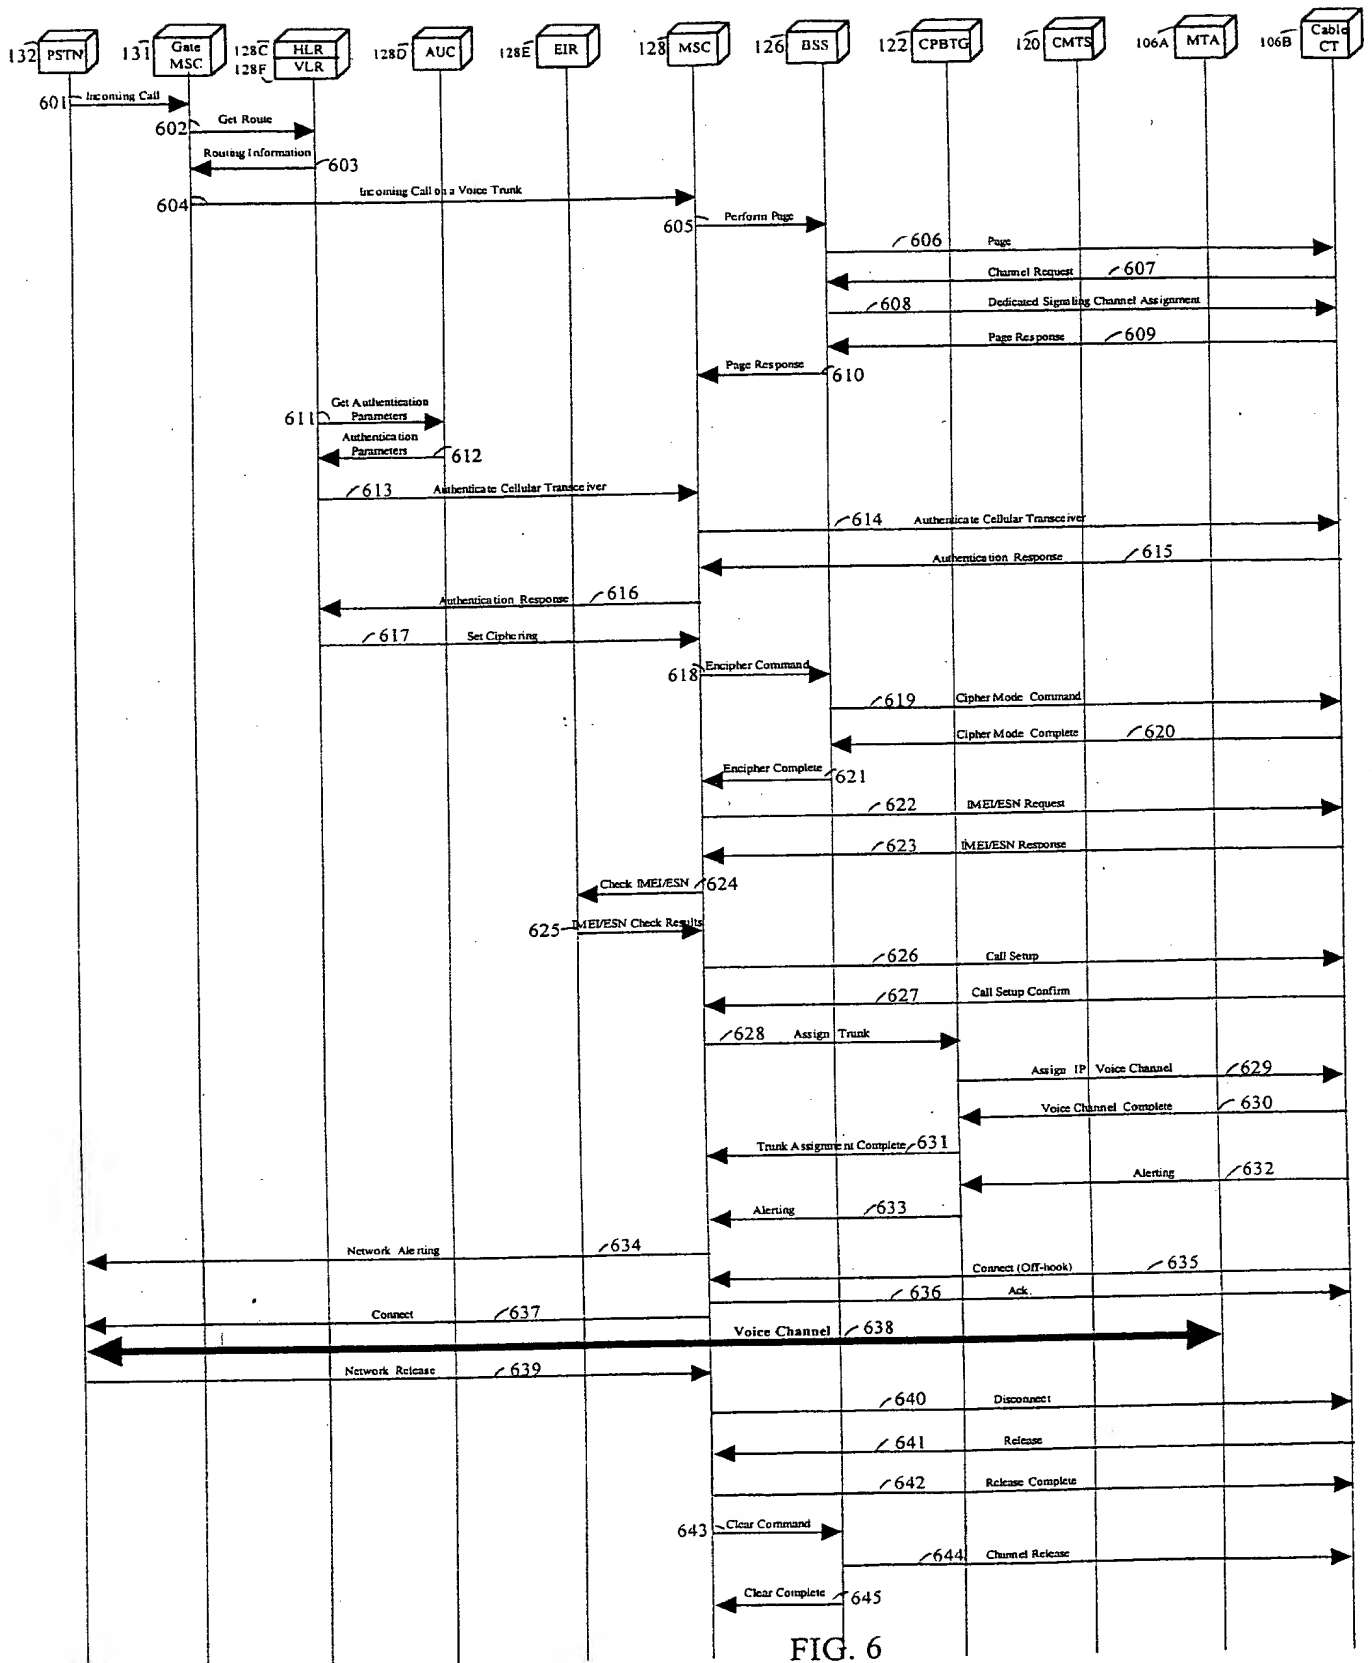 132 PSTN
131 Gate MSC
128C HLR
128F VLR
128D AUC
128E EIR
128 MSC
126 BSS
122 CPBTG
120 CMTS
106A MTA
106B Cable CT
601 Incoming Call
602 Get Route
Routing Information 603
604 Incoming Call on a Voice Trunk
605 Perform Page
606 Page
Channel Request 607
608 Dedicated Signaling Channel Assignment
Page Response 609
Page Response 610
611 Get Authentication Parameters
Authentication Parameters 612
613 Authenticate Cellular Transceiver
614 Authenticate Cellular Transceiver
Authentication Response 615
Authentication Response 616
617 Set Ciphering
618 Encipher Command
619 Cipher Mode Command
Cipher Mode Complete 620
Encipher Complete 621
622 IMEI/ESN Request
623 IMEI/ESN Response
Check IMEI/ESN 624
625 IMEI/ESN Check Results
626 Call Setup
627 Call Setup Confirm
628 Assign Trunk
Assign IP Voice Channel 629
Voice Channel Complete 630
Trunk Assignment Complete 631
Alerting 632
Alerting 633
Network Alerting 634
Connect (Off-hook) 635
636 Ack.
Connect 637
Voice Channel 638
Network Release 639
640 Disconnect
641 Release
642 Release Complete
643 Clear Command
644 Channel Release
Clear Complete 645
FIG. 6